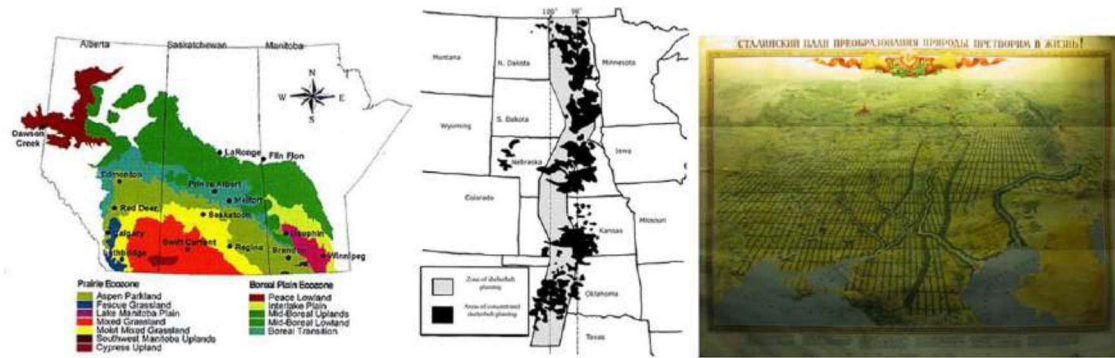 Alberta
Saskatchewan
Manitoba
N
W
E
S
Dawson
Creek
LaRonge
Flin Flon
Edmonton
Prince Albert
Melfort
Red Deer
Saskatoon
Calgary
Dauphin
Swift Current
Regina
Lethbridge
Brandon
Winnipeg
Prairie Ecozone
Aspen Parkland
Fescue Grassland
Lake Manitoba Plain
Mixed Grassland
Moist Mixed Grassland
Southwest Manitoba Uplands
Cypress Upland
Boreal Plain Ecozone
Peace Lowland
Interlake Plain
Mid-Boreal Uplands
Mid-Boreal Lowland
Boreal Transition
100°
98°
Montana
N. Dakota
Minnesota
Wyoming
S. Dakota
Nebraska
Iowa
Colorado
Kansas
Missouri
Oklahoma
Texas
Zone of shelterbelt
planting
Areas of concentrated
shelterbelt planting
СТАЛИНСКИЙ ПЛАН ПРЕОБРАЗОВАНИЯ ПРИРОДЫ ПРЕТВОРИМ В ЖИЗНЬ!